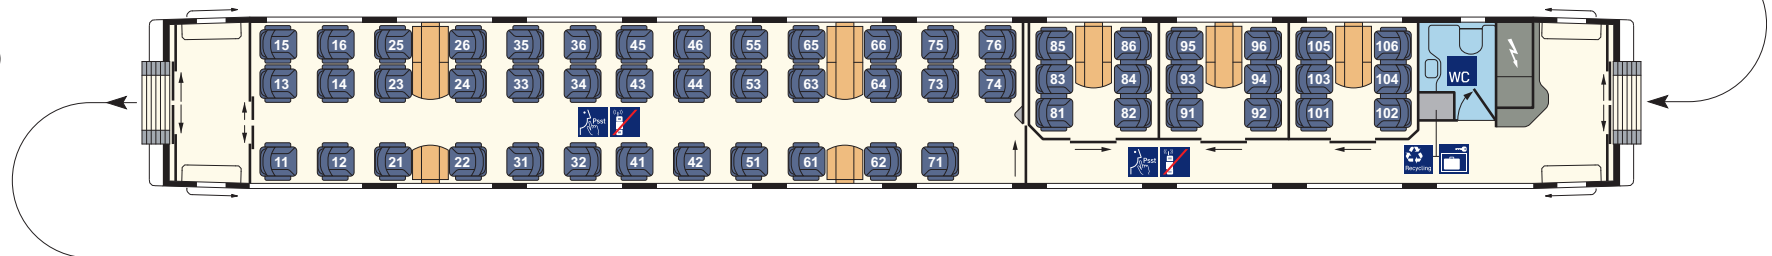 15 16 25 26 35 36 45 46 55 65 66 75 76
13 14 23 24 33 34 43 44 53 63 64 73 74
11 12 21 22 31 32 41 42 51 61 62 71
Psst
85 86 95 96 105 106
83 84 93 94 103 104
81 82 91 92 101 102
WC
Psst
Recycling